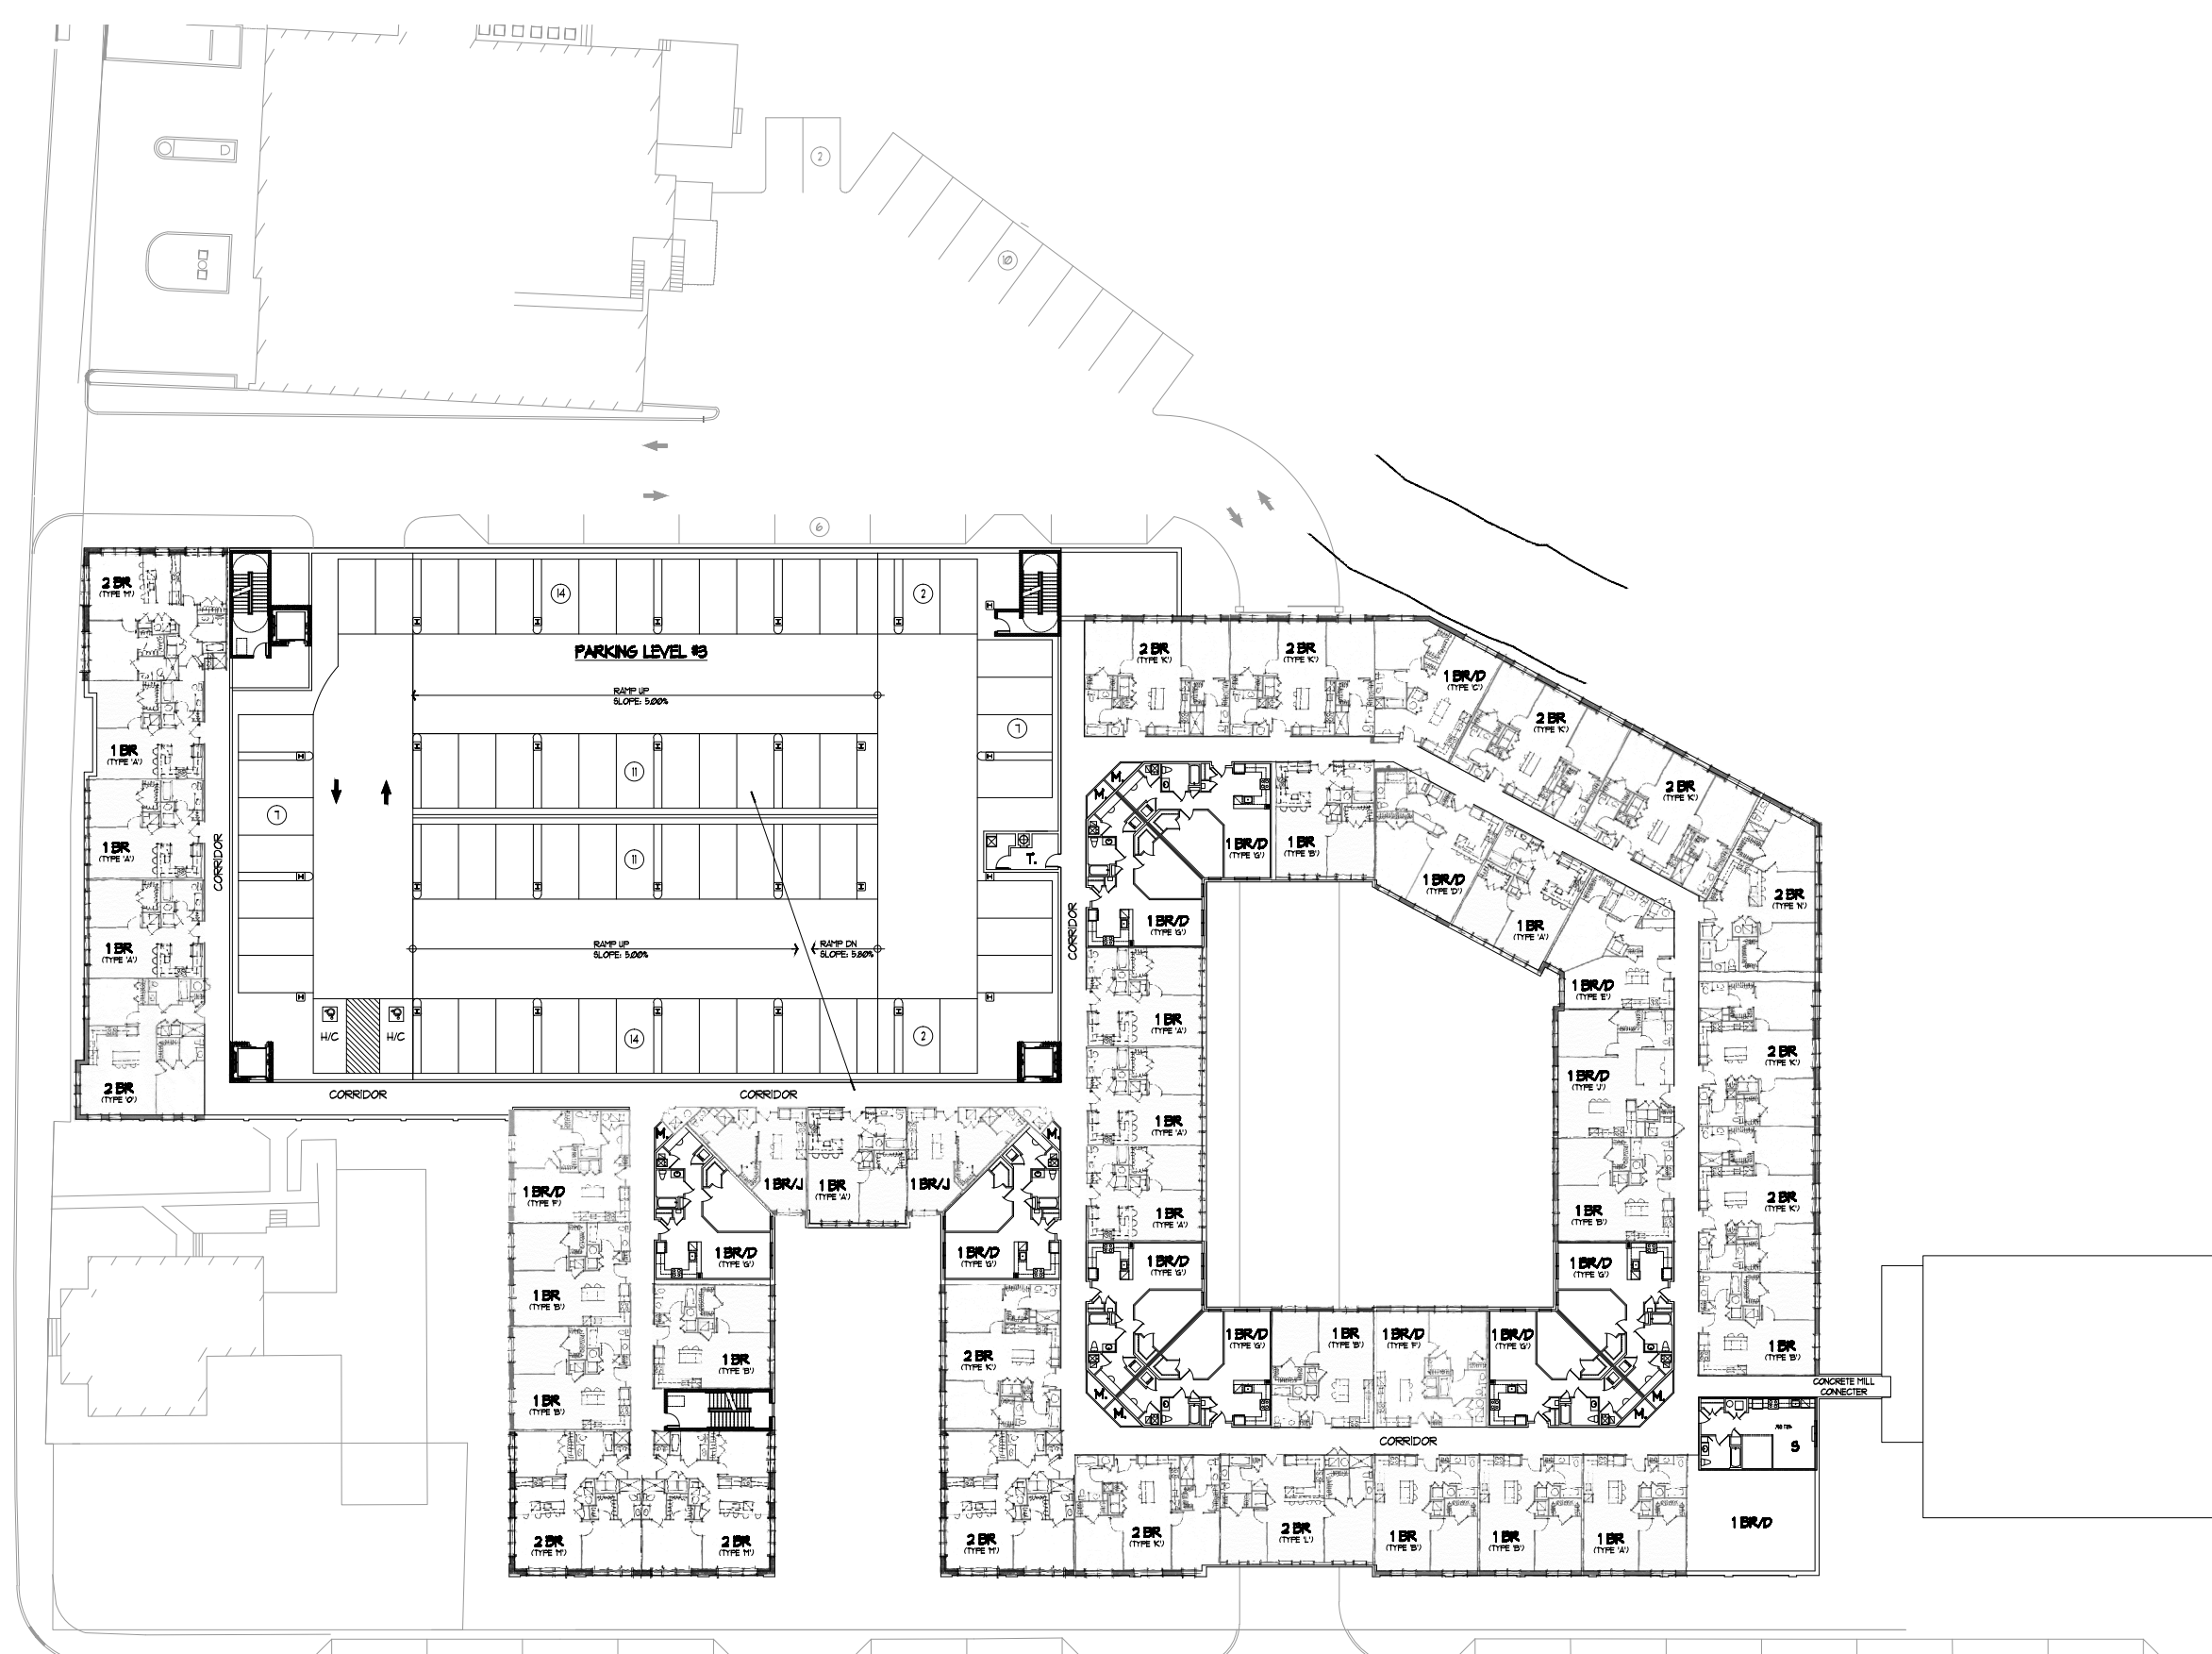 2
10
6
2 BR
(TYPE 'M')
14
2
PARKING LEVEL #3
RAMP UP
SLOPE: 5.00%
7
11
7
1 BR
(TYPE 'A')
1 BR
(TYPE 'A')
CORRIDOR
11
T.
1 BR
(TYPE 'A')
RAMP UP
SLOPE: 5.00%
RAMP DN
SLOPE: 5.80%
H/C
H/C
14
2
2 BR
(TYPE 'O')
CORRIDOR
CORRIDOR
CORRIDOR
2 BR
(TYPE 'K')
2 BR
(TYPE 'K')
1 BR/D
(TYPE 'C')
2 BR
(TYPE 'K')
2 BR
(TYPE 'K')
2 BR
(TYPE 'N')
M.
M.
1 BR/D
(TYPE 'G')
1 BR
(TYPE 'B')
1 BR/D
(TYPE 'D')
1 BR
(TYPE 'A')
1 BR/D
(TYPE 'G')
1 BR/D
(TYPE 'E')
1 BR
(TYPE 'A')
2 BR
(TYPE 'K')
1 BR/D
(TYPE 'J')
1 BR
(TYPE 'A')
1 BR
(TYPE 'A')
1 BR
(TYPE 'B')
2 BR
(TYPE 'K')
M.
M.
1 BR/D
(TYPE 'F')
1 BR/J
1 BR
(TYPE 'A')
1 BR/J
1 BR/D
(TYPE 'G')
1 BR/D
(TYPE 'G')
1 BR/D
(TYPE 'G')
1 BR/D
(TYPE 'G')
1 BR
(TYPE 'B')
1 BR
(TYPE 'B')
2 BR
(TYPE 'K')
1 BR/D
(TYPE 'G')
1 BR
(TYPE 'B')
1 BR/D
(TYPE 'F')
1 BR/D
(TYPE 'G')
1 BR
(TYPE 'B')
1 BR
(TYPE 'B')
M.
M.
M.
M.
CONCRETE MILL
CONNECTER
CORRIDOR
S
2 BR
(TYPE 'M')
2 BR
(TYPE 'M')
2 BR
(TYPE 'M')
2 BR
(TYPE 'K')
2 BR
(TYPE 'L')
1 BR
(TYPE 'B')
1 BR
(TYPE 'B')
1 BR
(TYPE 'A')
1 BR/D